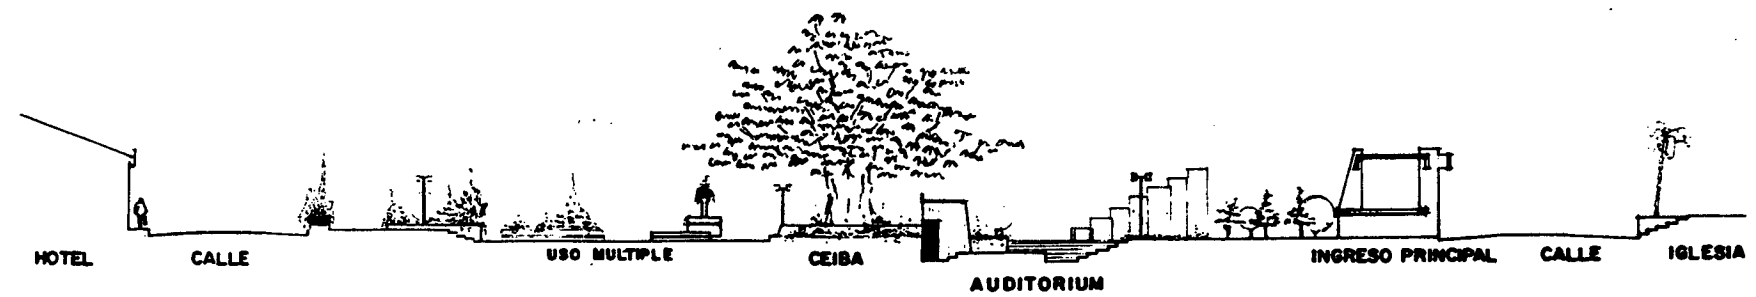 HOTEL
CALLE
USO MULTIPLE
CEIBA
AUDITORIUM
INGRESO PRINCIPAL
CALLE
IGLESIA